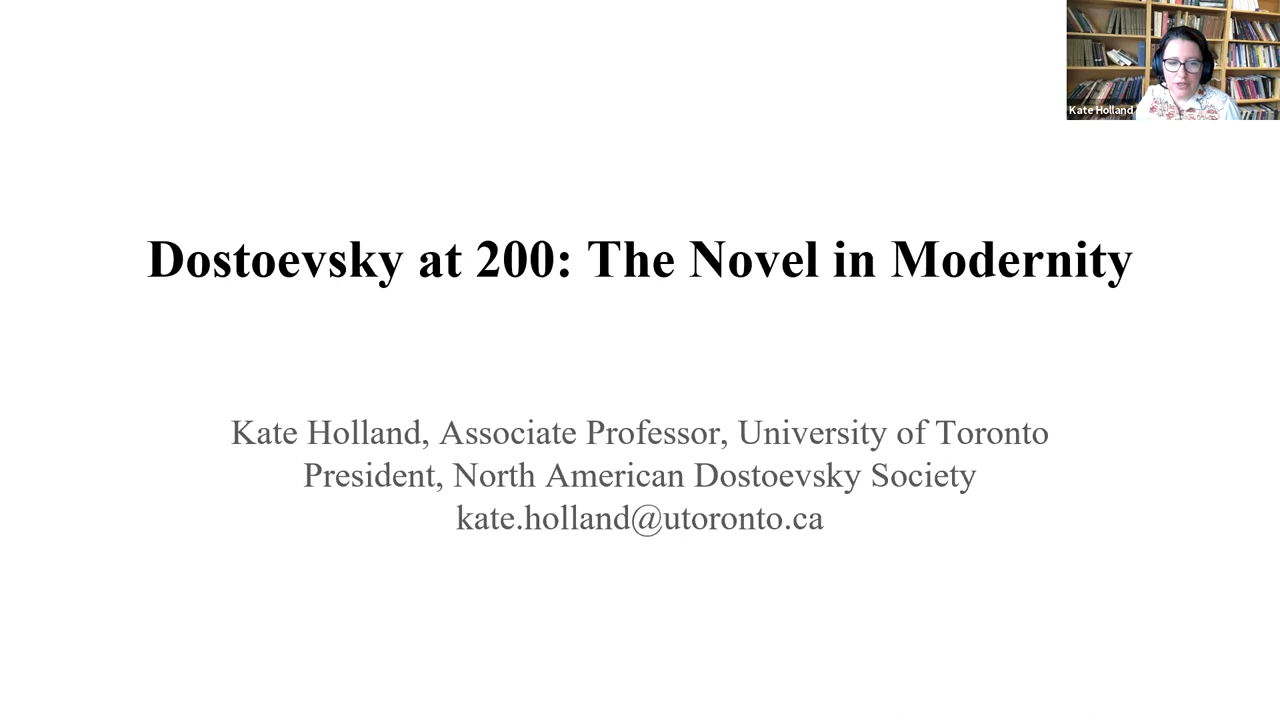 Kate Holland
Dostoevsky at 200: The Novel in Modernity
Kate Holland, Associate Professor, University of Toronto
President, North American Dostoevsky Society
kate.holland@utoronto.ca